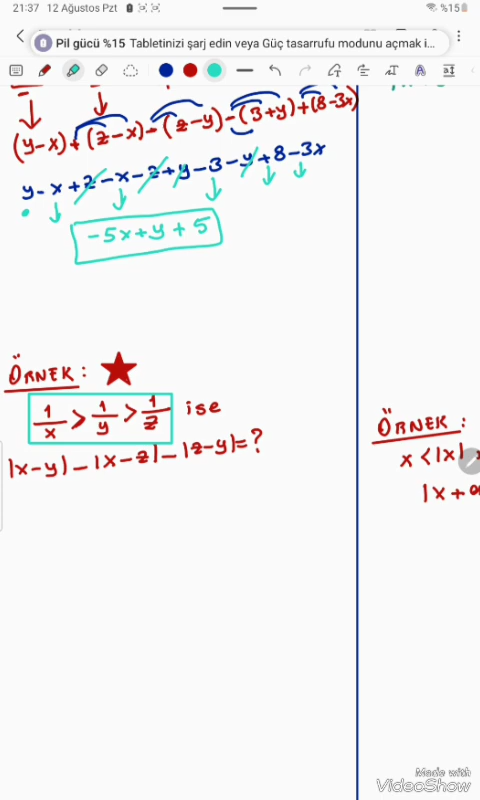 21:37 12 Ağustos Pzt %15
Pil gücü %15 Tabletinizi şarj edin veya Güç tasarrufu modunu açmak i...
(y-x)+(z-x)-(z-y)-(3+y)+(8-3x)
y-x+z-x-z+y-3-y+8-3x
-5x+y+5
ÖRNEK:
1/x > 1/y > 1/z ise
|x-y|-|x-z|-|z-y|=?
ÖRNEK:
x<|x|
|x+
Made with
VideoShow